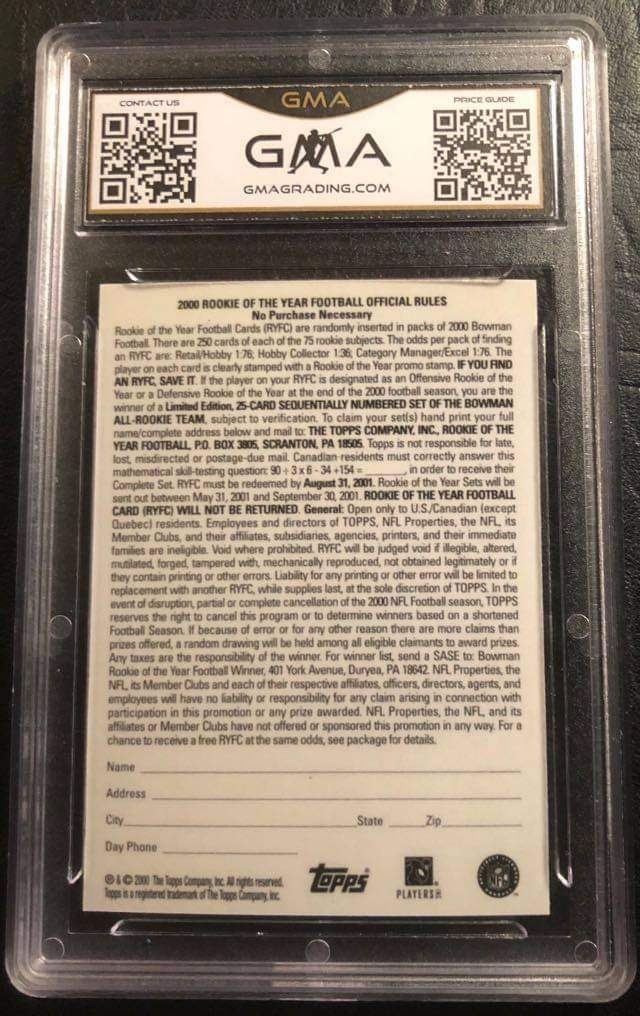 CONTACT US
GMA
PRICE GUIDE
GMA
GMAGRADING.COM
2000 ROOKIE OF THE YEAR FOOTBALL OFFICIAL RULES
No Purchase Necessary
Rookie of the Year Football Cards (RYFC) are randomly inserted in packs of 2000 Bowman
Football. There are 250 cards of each of the 75 rookie subjects. The odds per pack of finding
an RYFC are: Retail/Hobby 1:76; Hobby Collector 1:36; Category Manager/Excel 1:76. The
player on each card is clearly stamped with a Rookie of the Year promo stamp. IF YOU FIND
AN RYFC, SAVE IT. If the player on your RYFC is designated as an Offensive Rookie of the
Year or a Defensive Rookie of the Year at the end of the 2000 football season, you are the
winner of a Limited Edition, 25-CARD SEQUENTIALLY NUMBERED SET OF THE BOWMAN
ALL-ROOKIE TEAM, subject to verification. To claim your set(s) hand print your full
name/complete address below and mail to: THE TOPPS COMPANY, INC., ROOKIE OF THE
YEAR FOOTBALL, P.O. BOX 3805, SCRANTON, PA 18505. Topps is not responsible for late,
lost, misdirected or postage-due mail. Canadian residents must correctly answer this
mathematical skill-testing question: 90 ÷ 3 x 6 - 34 +154 = ______, in order to receive their
Complete Set. RYFC must be redeemed by August 31, 2001. Rookie of the Year Sets will be
sent out between May 31, 2001 and September 30, 2001. ROOKIE OF THE YEAR FOOTBALL
CARD (RYFC) WILL NOT BE RETURNED. General: Open only to U.S./Canadian (except
Quebec) residents. Employees and directors of TOPPS, NFL Properties, the NFL, its
Member Clubs, and their affiliates, subsidiaries, agencies, printers, and their immediate
families are ineligible. Void where prohibited. RYFC will be judged void if illegible, altered,
mutilated, forged, tampered with, mechanically reproduced, not obtained legitimately or if
they contain printing or other errors. Liability for any printing or other error will be limited to
replacement with another RYFC, while supplies last, at the sole discretion of TOPPS. In the
event of disruption, partial or complete cancellation of the 2000 NFL Football season, TOPPS
reserves the right to cancel this program or to determine winners based on a shortened
Football Season. If because of error or for any other reason there are more claims than
prizes offered, a random drawing will be held among all eligible claimants to award prizes.
Any taxes are the responsibility of the winner. For winner list, send a SASE to: Bowman
Rookie of the Year Football Winner, 401 York Avenue, Duryea, PA 18642. NFL Properties, the
NFL, its Member Clubs and each of their respective affiliates, officers, directors, agents, and
employees will have no liability or responsibility for any claim arising in connection with
participation in this promotion or any prize awarded. NFL Properties, the NFL, and its
affiliates or Member Clubs have not offered or sponsored this promotion in any way. For a
chance to receive a free RYFC at the same odds, see package for details.
Name
Address
City State Zip
Day Phone
® & © 2000 The Topps Company, Inc. All rights reserved.
Topps is a registered trademark of The Topps Company, Inc.
Topps
PLAYERS INC